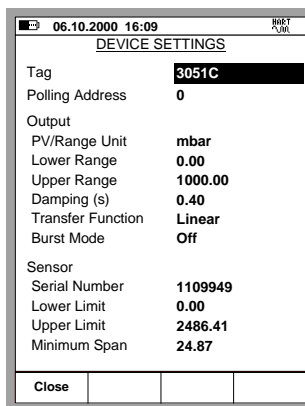 06.10.2000 16:09 HART
DEVICE SETTINGS
Tag 3051C
Polling Address 0
Output
PV/Range Unit mbar
Lower Range 0.00
Upper Range 1000.00
Damping (s) 0.40
Transfer Function Linear
Burst Mode Off
Sensor
Serial Number 1109949
Lower Limit 0.00
Upper Limit 2486.41
Minimum Span 24.87
Close